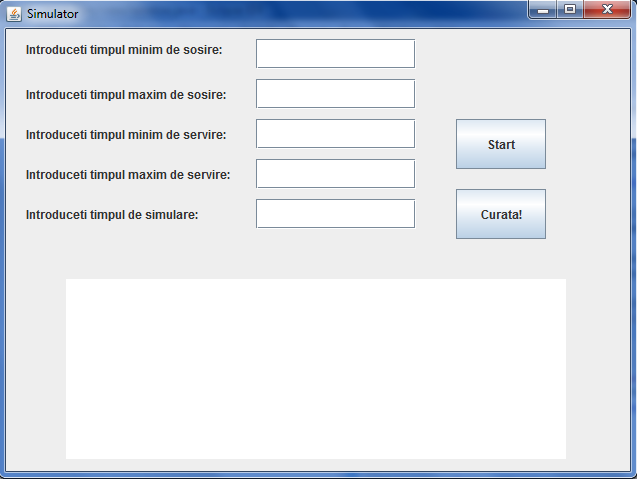 Simulator
Introduceti timpul minim de sosire:
Introduceti timpul maxim de sosire:
Introduceti timpul minim de servire:
Introduceti timpul maxim de servire:
Introduceti timpul de simulare:
Start
Curata!